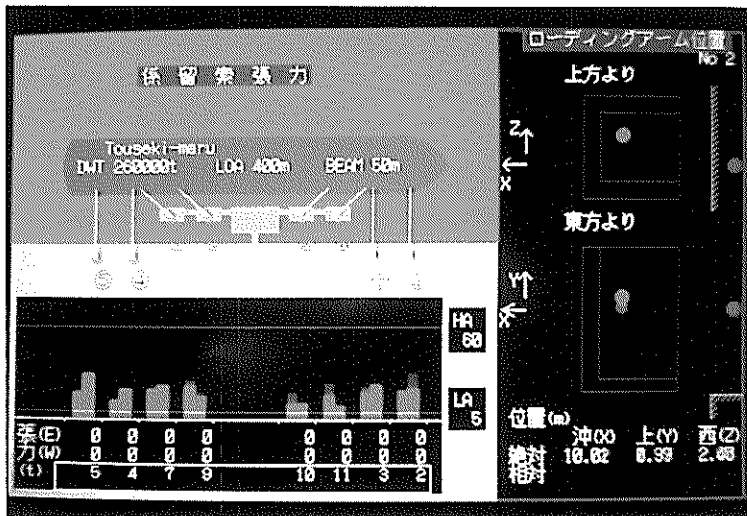 係留索張力
Touseki-maru
DWT 260000t LOA 400m BEAM 50m
HA
60
LA
5
張(E) 0 0 0 0 0 0 0 0
力(W) 0 0 0 0 0 0 0 0
(t) 5 4 7 9 10 11 3 2
ローディングアーム位置
No 2
上方より
Z
X
東方より
Y
X
位置(m)
沖(X) 上(Y) 西(Z)
絶対 10.02 8.99 2.08
相対